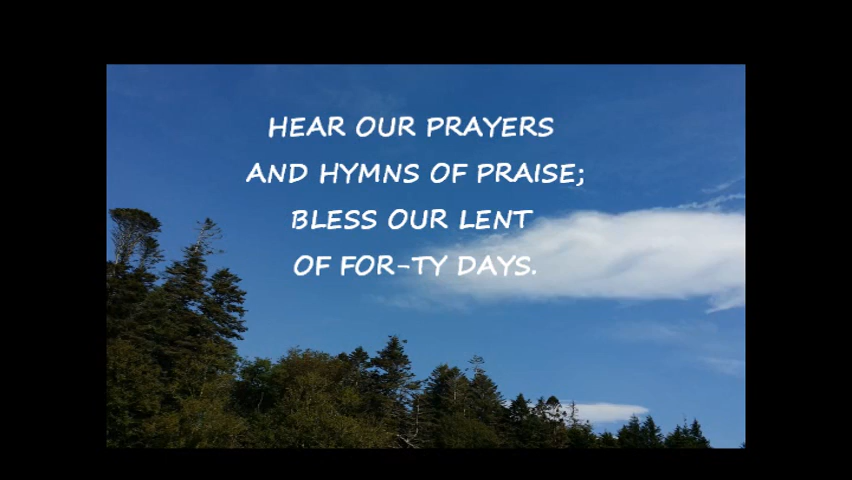 HEAR OUR PRAYERS
AND HYMNS OF PRAISE;
BLESS OUR LENT
OF FOR-TY DAYS.